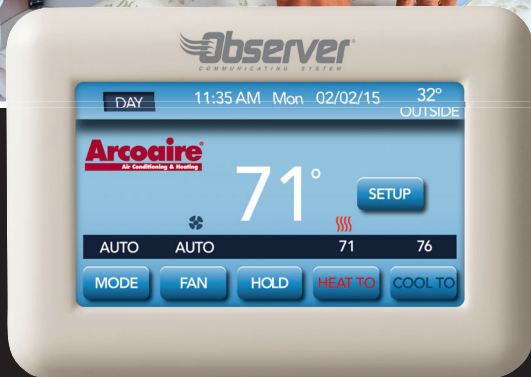 Observer®
COMMUNICATING SYSTEM
DAY 11:35 AM Mon 02/02/15 32°
OUTSIDE
Arcoaire®
Air Conditioning & Heating
71°
SETUP
AUTO AUTO 71 76
MODE FAN HOLD HEAT TO COOL TO